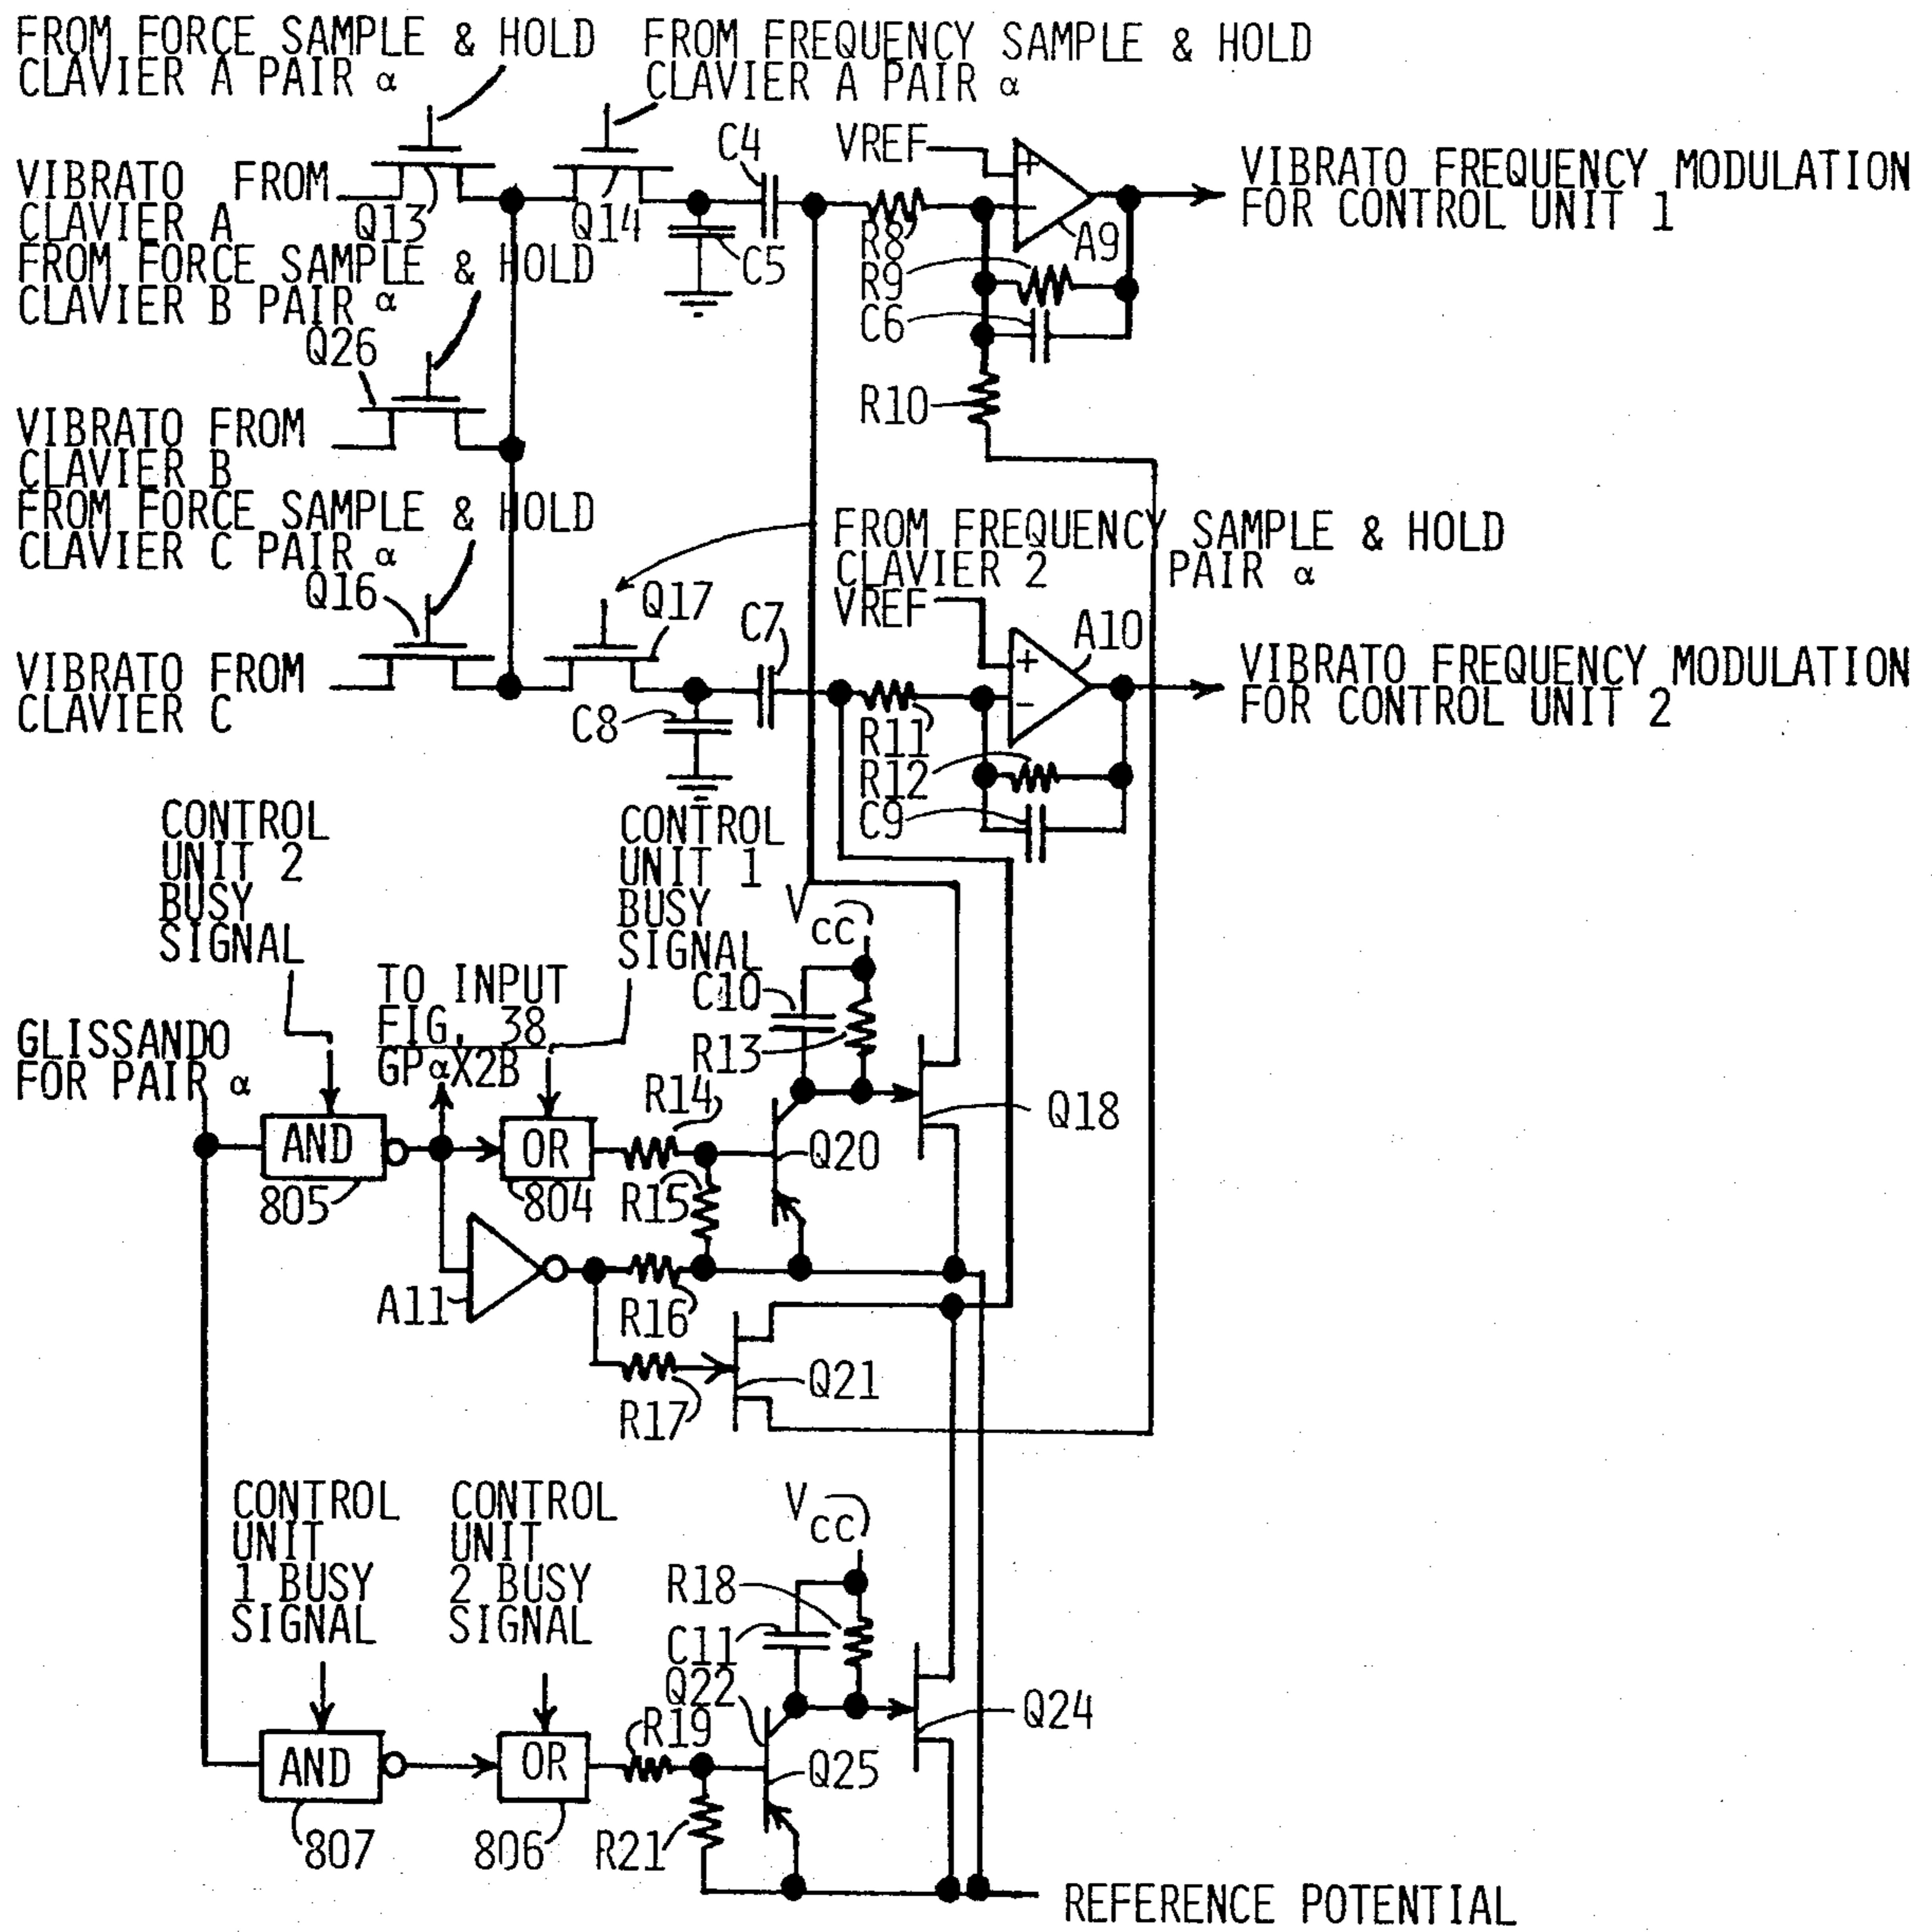 FROM FORCE SAMPLE & HOLD
CLAVIER A PAIR α
FROM FREQUENCY SAMPLE & HOLD
CLAVIER A PAIR α
C4
VREF
+
VIBRATO FREQUENCY MODULATION
FOR CONTROL UNIT 1
VIBRATO FROM
CLAVIER A
Q13
Q14
C5
R8
-
A9
FROM FORCE SAMPLE & HOLD
CLAVIER B PAIR α
R9
C6
Q26
R10
VIBRATO FROM
CLAVIER B
FROM FORCE SAMPLE & HOLD
CLAVIER C PAIR α
FROM FREQUENCY SAMPLE & HOLD
CLAVIER 2 PAIR α
Q16
Q17
C7
VREF
A10
+
-
VIBRATO FROM
CLAVIER C
VIBRATO FREQUENCY MODULATION
FOR CONTROL UNIT 2
C8
R11
R12
C9
CONTROL
UNIT 2
BUSY
SIGNAL
CONTROL
UNIT 1
BUSY
SIGNAL
VCC
TO INPUT
FIG. 38
GPαX2B
C10
R13
GLISSANDO
FOR PAIR α
R14
Q18
AND
OR
Q20
805
804
R15
A11
R16
Q21
R17
CONTROL
UNIT
1 BUSY
SIGNAL
CONTROL
UNIT
2 BUSY
SIGNAL
VCC
R18
C11
Q22
R19
Q24
AND
OR
Q25
807
806
R21
REFERENCE POTENTIAL